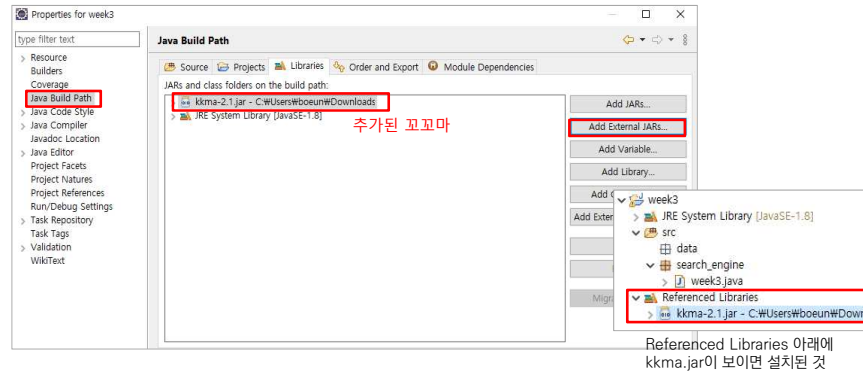 Properties for week3
type filter text
Java Build Path
> Resource
Builders
Coverage
Java Build Path
> Java Code Style
> Java Compiler
Javadoc Location
> Java Editor
Project Facets
Project Natures
Project References
Run/Debug Settings
> Task Repository
Task Tags
> Validation
WikiText
Source Projects Libraries Order and Export Module Dependencies
JARs and class folders on the build path:
kkma-2.1.jar - C:₩Users₩boeun₩Downloads
> JRE System Library [JavaSE-1.8]
추가된 꼬꼬마
Add JARs...
Add External JARs...
Add Variable...
Add Library...
Add
Add Exter
Migr
week3
> JRE System Library [JavaSE-1.8]
src
data
search_engine
> week3.java
Referenced Libraries
> kkma-2.1.jar - C:₩Users₩boeun₩Down
Referenced Libraries 아래에
kkma.jar이 보이면 설치된 것